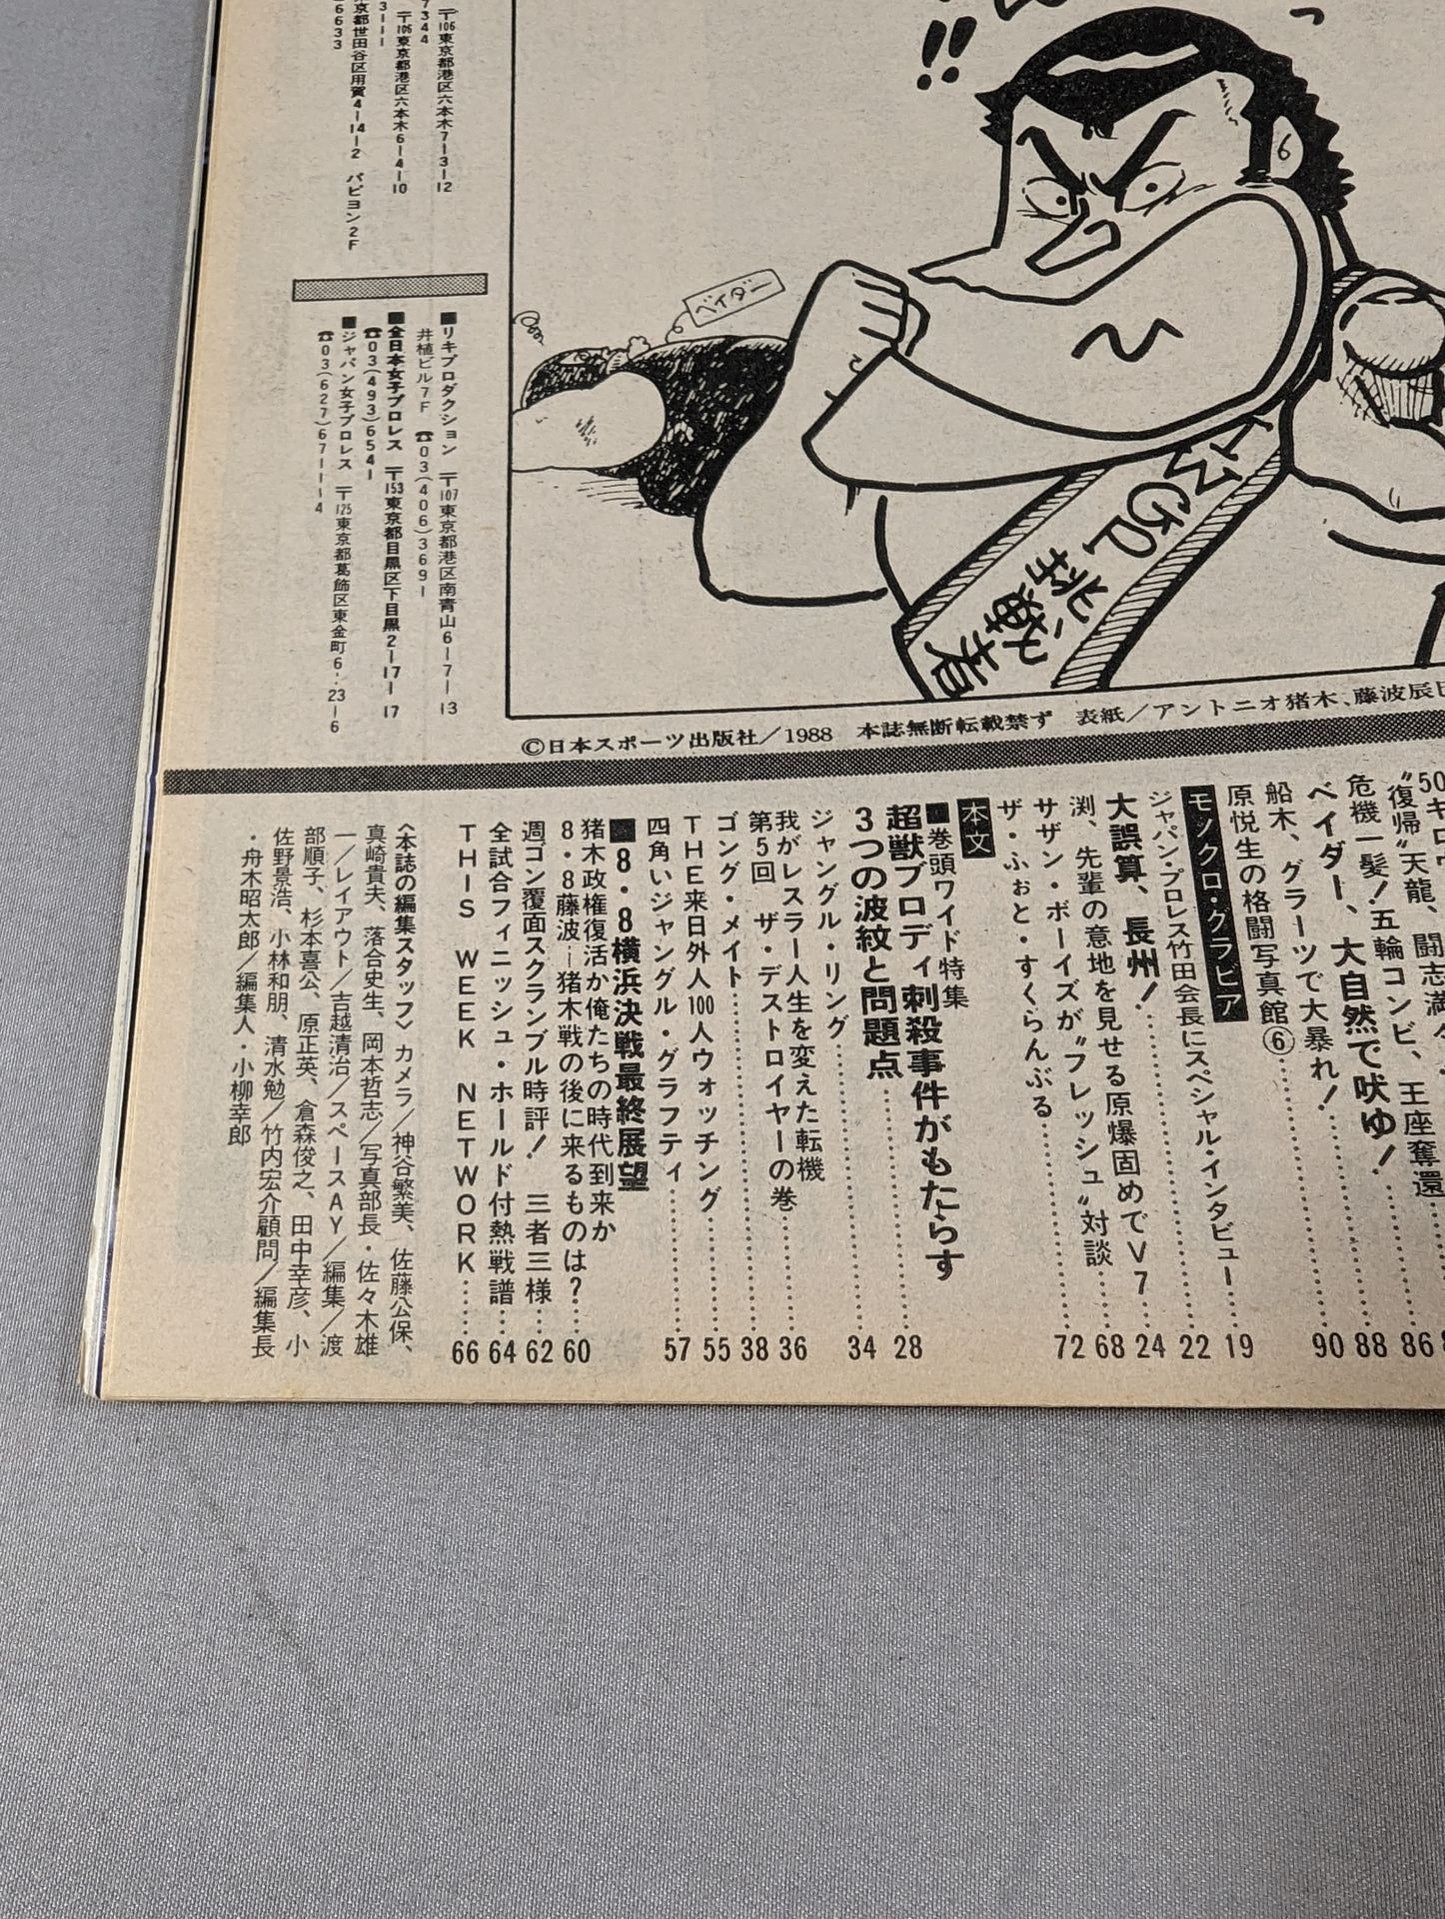 〒106東京都港区六本木7-3-12
7344
〒106東京都港区六本木6-4-10
3111
京都世田谷区用賀4-14-2 パピヨン2F
6633
■リキプロダクション 〒107東京都港区南青山6-7-13
井植ビル7F ☎03(406)3691
■全日本女子プロレス 〒153東京都目黒区下目黒2-17-17
☎03(493)6541
■ジャパン女子プロレス 〒125東京都葛飾区東金町6-23-6
☎03(627)6711~4
!!
っ
6
ベイダー
IWGP挑戦者
©日本スポーツ出版社／1988 本誌無断転載禁ず 表紙／アントニオ猪木、藤波辰
50キロ
“復帰”天龍、闘志満々
危機一髪！五輪コンビ、王座奪還…86
ベイダー、大自然で吠ゆ！……88
船木、グラーツで大暴れ！……90
原悦生の格闘写真館⑥……19
モノクログラビア
ジャパン・プロレス竹田会長にスペシャル・インタビュー…22
大誤算、長州！……24
渕、先輩の意地を見せる原爆固めでV7…68
サザン・ボーイズが“フレッシュ”対談……72
ザ・ふぉと・すくらんぶる
本文
■巻頭ワイド特集
超獣ブロディ刺殺事件がもたらす
3つの波紋と問題点……28
ジャングル・リング……34
我がレスラー人生を変えた転機
第5回 ザ・デストロイヤーの巻……36
ゴング・メイト……38
THE来日外人100人ウォッチング……55
四角いジャングル・グラフティ……57
■8・8横浜決戦最終展望
猪木政権復活か俺たちの時代到来か
8・8藤波—猪木戦の後に来るものは？……60
週ゴン覆面スクランブル時評！ 三者三様……62
全試合フィニッシュ・ホールド付熱戦譜……64
THIS WEEK NETWORK……66
〈本誌の編集スタッフ〉カメラ／神谷繁美、佐藤公保、
真崎貴夫、落合史生、岡本哲志／写真部長・佐々木雄
一／レイアウト／吉越清治／スペースAY／編集／渡
部順子、杉本喜公、原正英、倉森俊之、田中幸彦、小
佐野景浩、小林和朋、清水勉／竹内宏介顧問／編集長
・舟木昭太郎／編集人・小柳幸郎